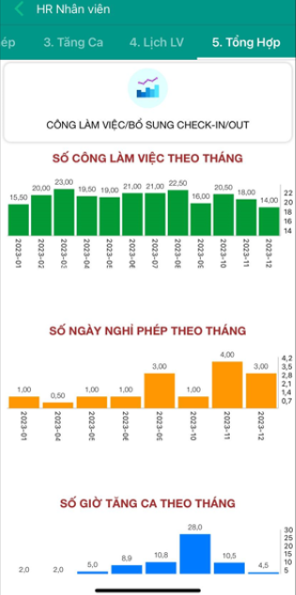 HR Nhân viên
ép 3. Tăng Ca 4. Lịch LV 5. Tổng Hợp
CÔNG LÀM VIỆC/BỔ SUNG CHECK-IN/OUT
SỐ CÔNG LÀM VIỆC THEO THÁNG
15,50 20,00 23,00 19,50 19,00 21,00 21,00 22,50 16,00 20,50 18,00 14,00
22
20
18
16
14
2023-01 2023-02 2023-03 2023-04 2023-05 2023-06 2023-07 2023-08 2023-09 2023-10 2023-11 2023-12
SỐ NGÀY NGHỈ PHÉP THEO THÁNG
1,00 0,50 1,00 1,00 3,00 1,00 4,00 3,00
4,2
3,5
2,8
2,1
1,4
0,7
2023-01 2023-04 2023-05 2023-06 2023-09 2023-10 2023-11 2023-12
SỐ GIỜ TĂNG CA THEO THÁNG
2,0 2,0 5,0 8,9 10,8 28,0 10,5 4,5
30
25
20
15
10
5